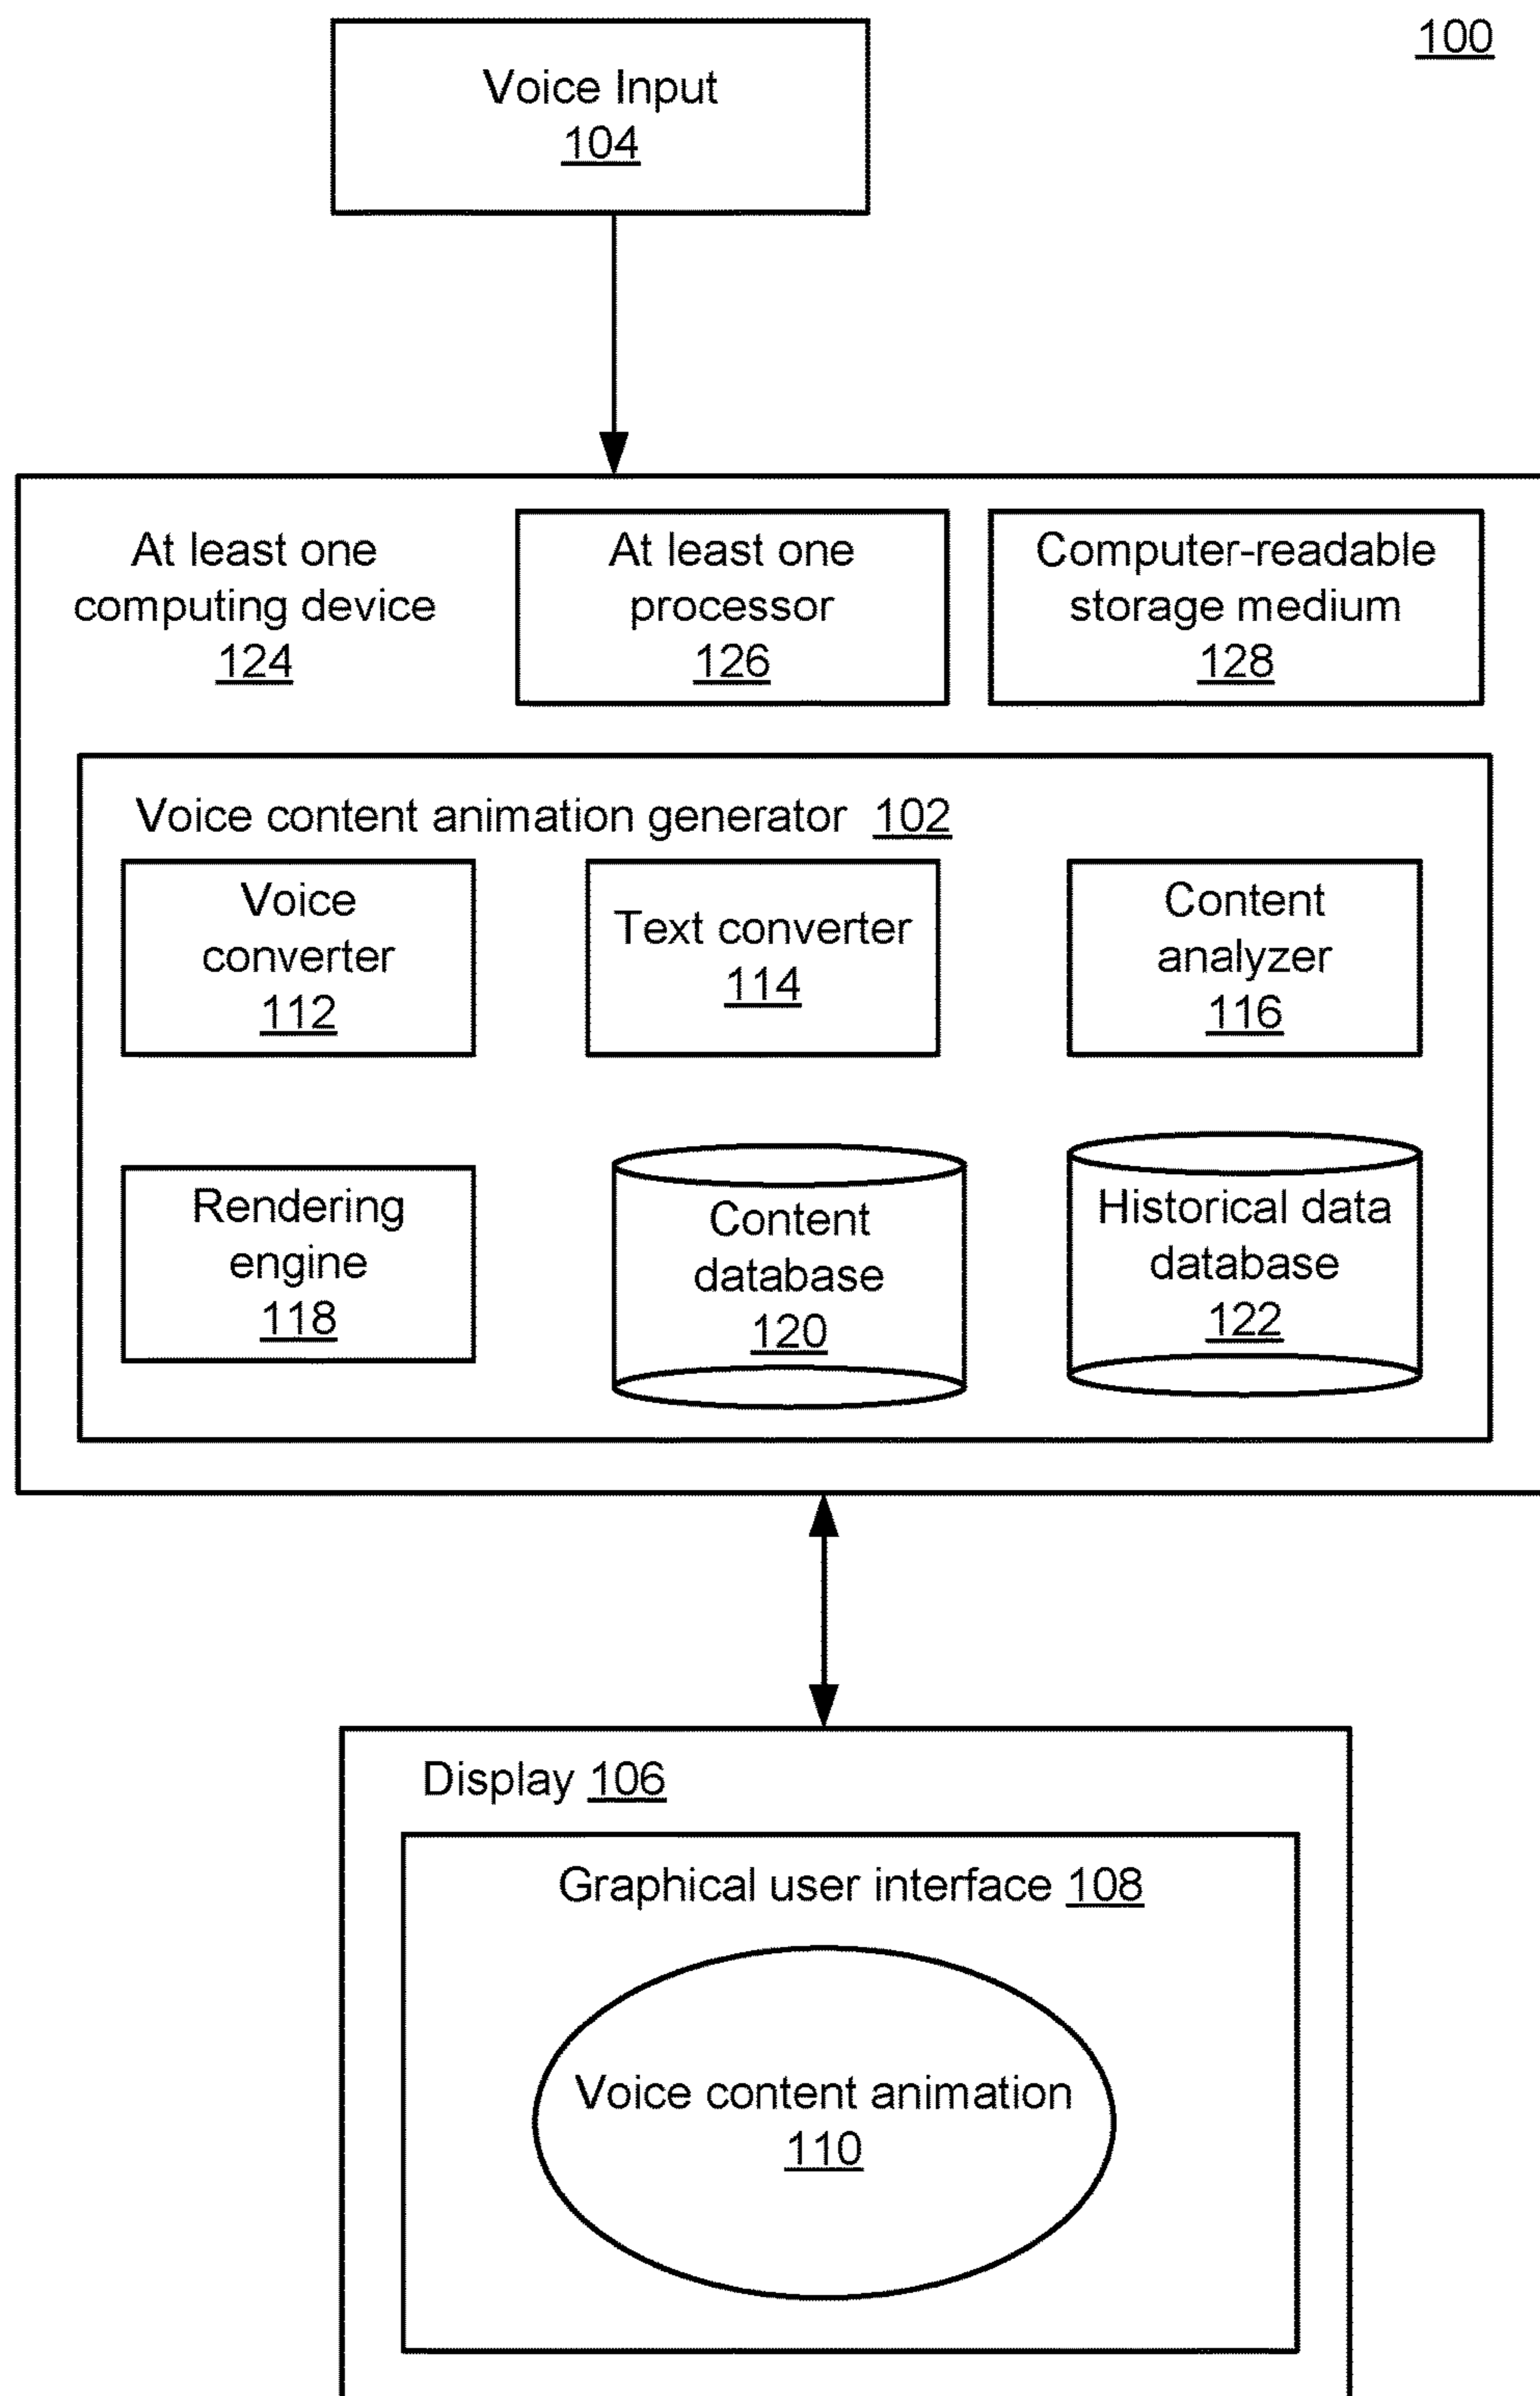 100
Voice Input
104
At least one
computing device
124
At least one
processor
126
Computer-readable
storage medium
128
Voice content animation generator 102
Voice
converter
112
Text converter
114
Content
analyzer
116
Rendering
engine
118
Content
database
120
Historical data
database
122
Display 106
Graphical user interface 108
Voice content animation
110